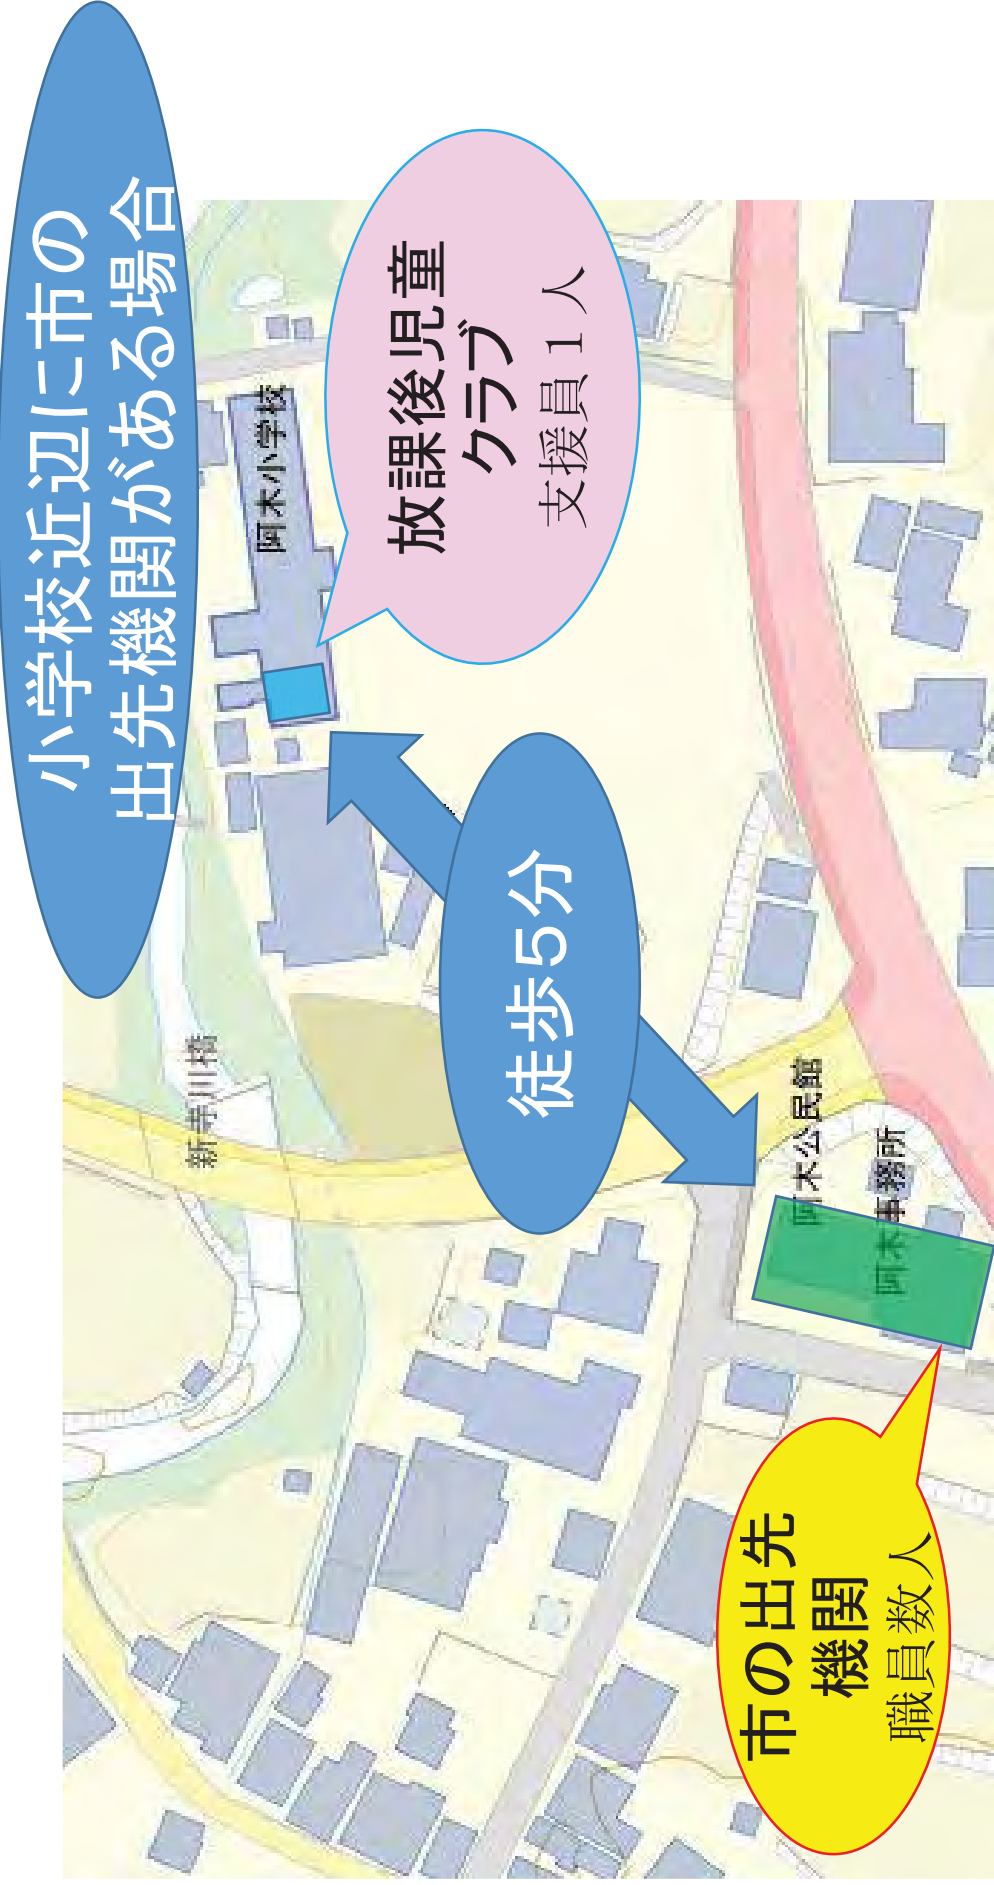 小学校近辺に市の
出先機関がある場合
阿木小学校
放課後児童
クラブ
支援員1人
徒歩5分
新寺川橋
阿木公民館
阿木事務所
市の出先
機関
職員数人